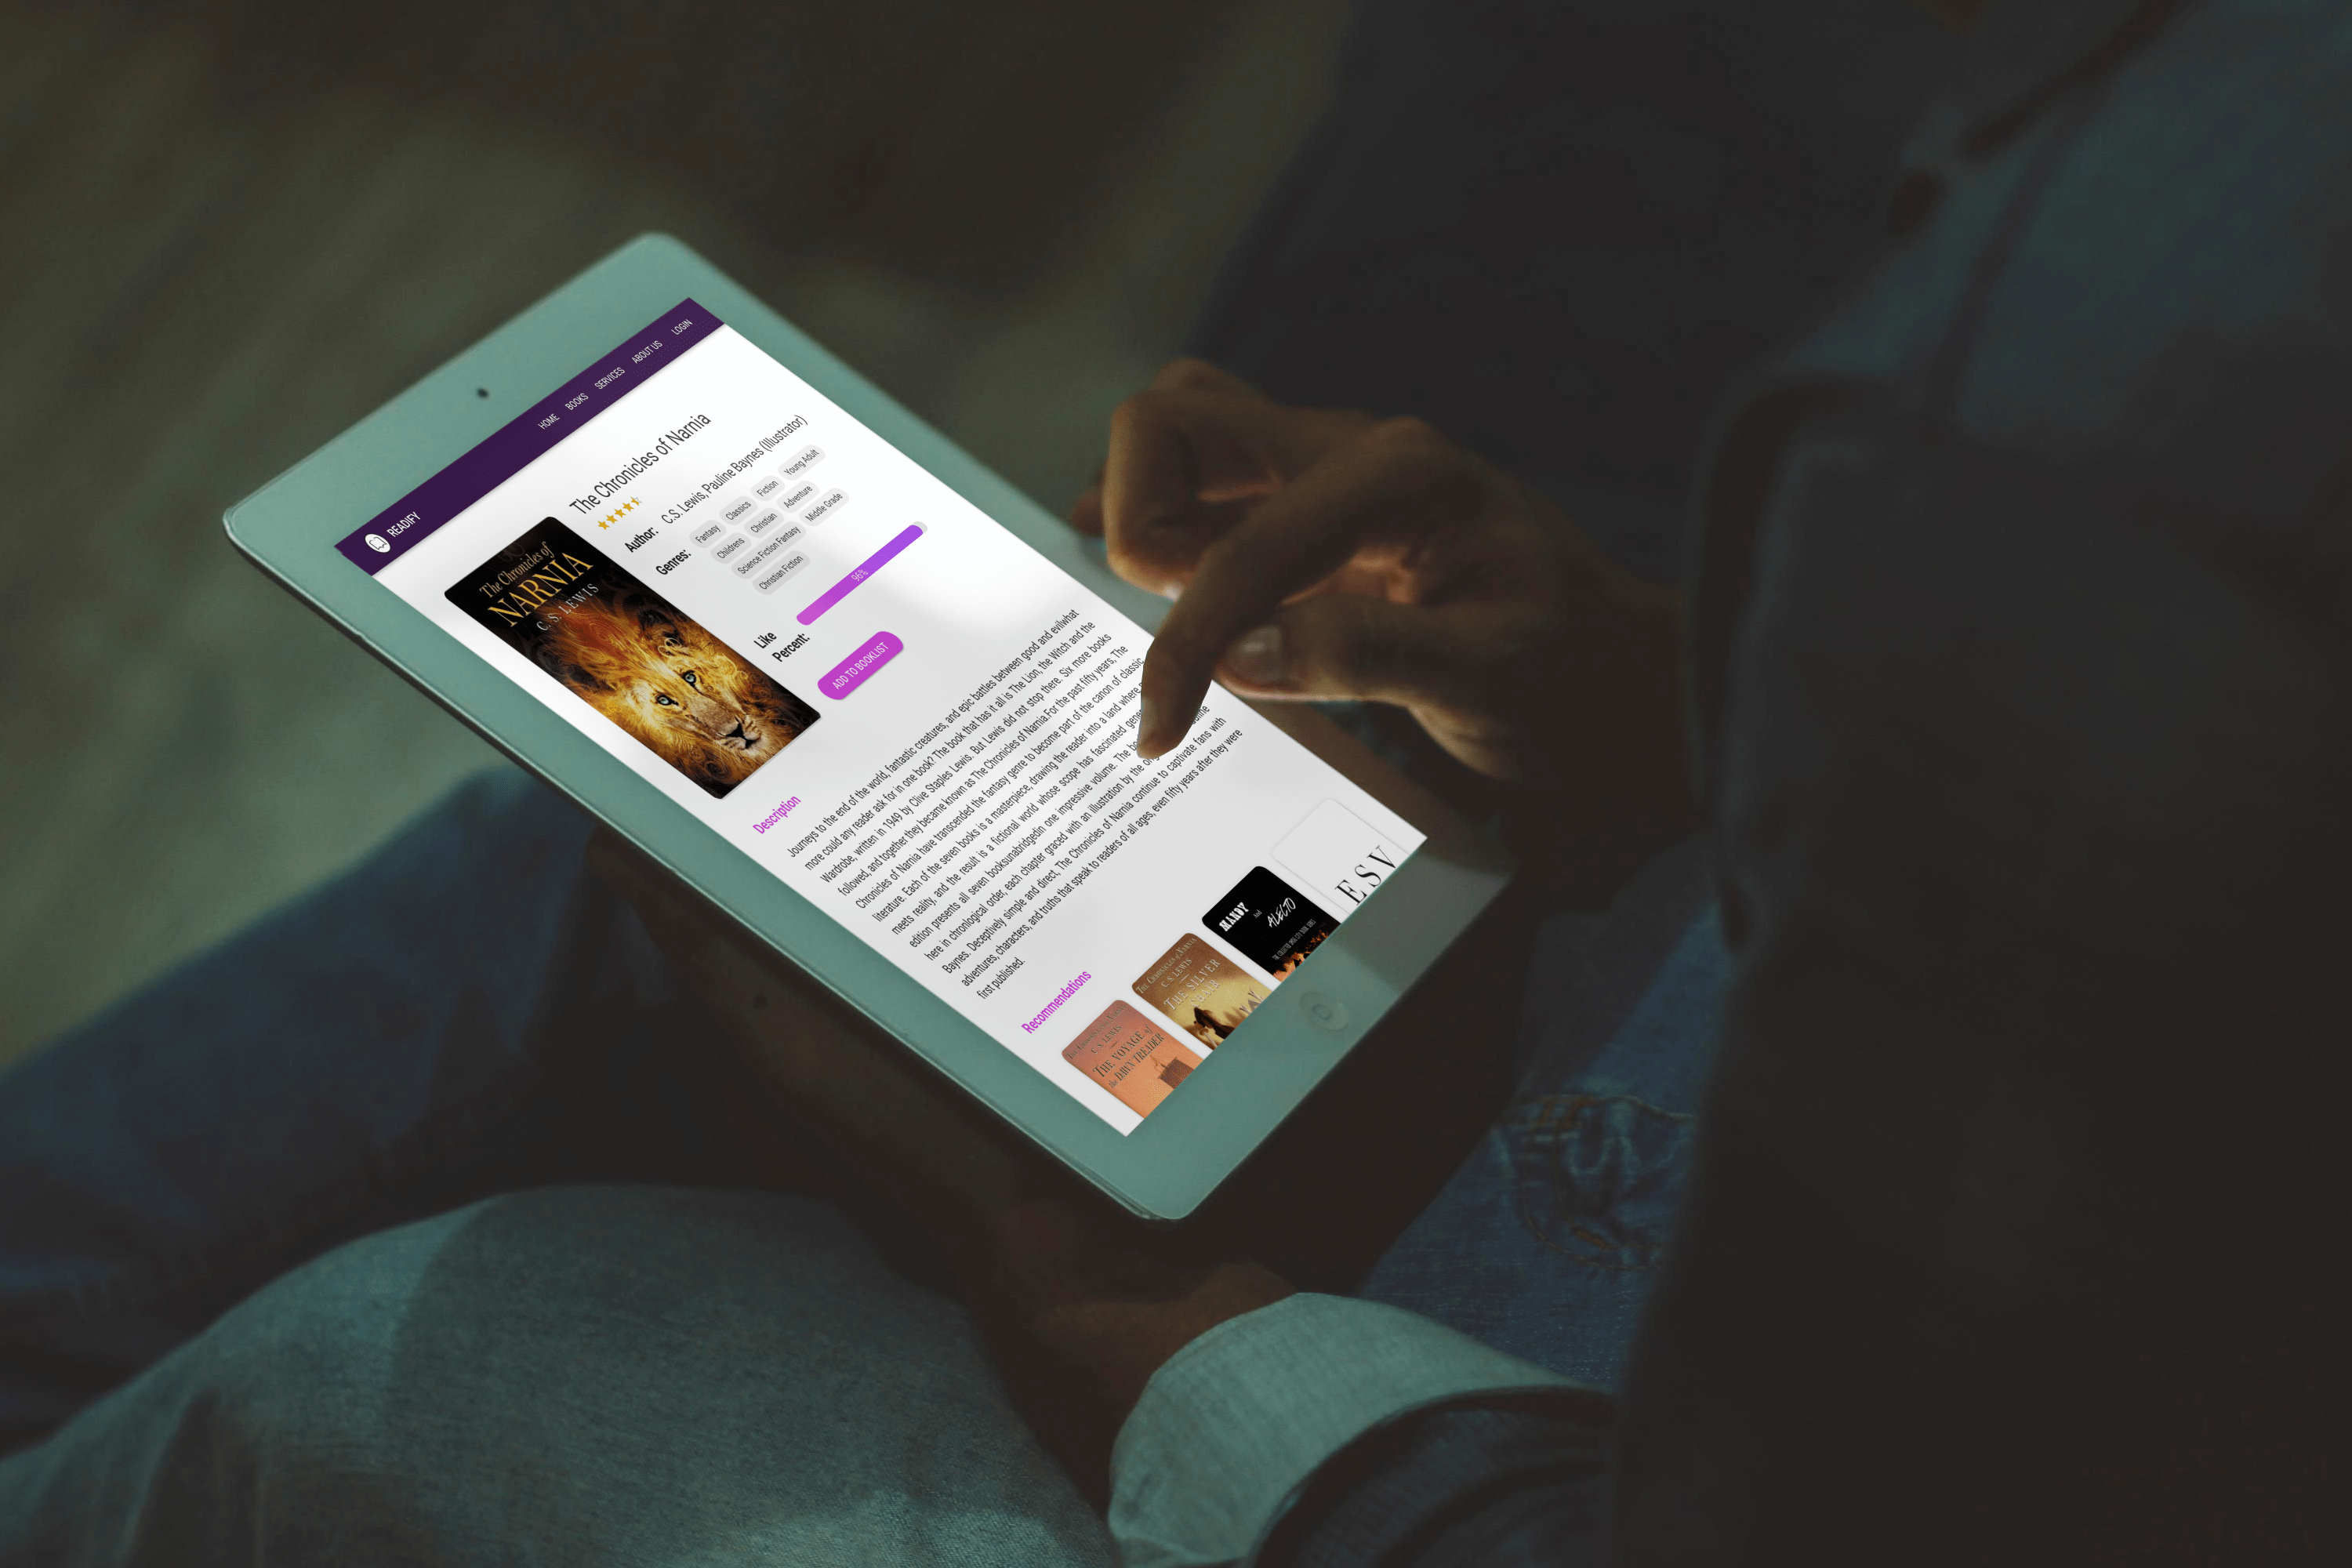 READIFY
HOME BOOKS SERVICES ABOUT US LOGIN
The Chronicles of
NARNIA
C. S. LEWIS
The Chronicles of Narnia
Author: C.S. Lewis, Pauline Baynes (Illustrator)
Genres: Fantasy Classics Fiction Young Adult
Childrens Christian Adventure
Science Fiction Fantasy Middle Grade
Christian Fiction
Like
Percent:
96%
ADD TO BOOKLIST
Description
Journeys to the end of the world, fantastic creatures, and epic battles between good and evilwhat
more could any reader ask for in one book? The book that has it all is The Lion, the Witch and the
Wardrobe, written in 1949 by Clive Staples Lewis. But Lewis did not stop there. Six more books
followed, and together they became known as The Chronicles of Narnia.For the past fifty years, The
Chronicles of Narnia have transcended the fantasy genre to become part of the canon of classic
literature. Each of the seven books is a masterpiece, drawing the reader into a land where
meets reality, and the result is a fictional world whose scope has fascinated
edition presents all seven booksunabridgedin one impressive volume. The
here in chronlogical order, each chapter graced with an illustration by the
Baynes. Deceptively simple and direct, The Chronicles of Narnia continue to captivate fans with
adventures, characters, and truths that speak to readers of all ages, even fifty years after they were
first published.
Recommendations
The Chronicles of Narnia
C. S. LEWIS
THE VOYAGE of
the DAWN TREADER
The Chronicles of Narnia
C. S. LEWIS
THE SILVER
CHAIR
MANDY
and
ALECTO
ESV